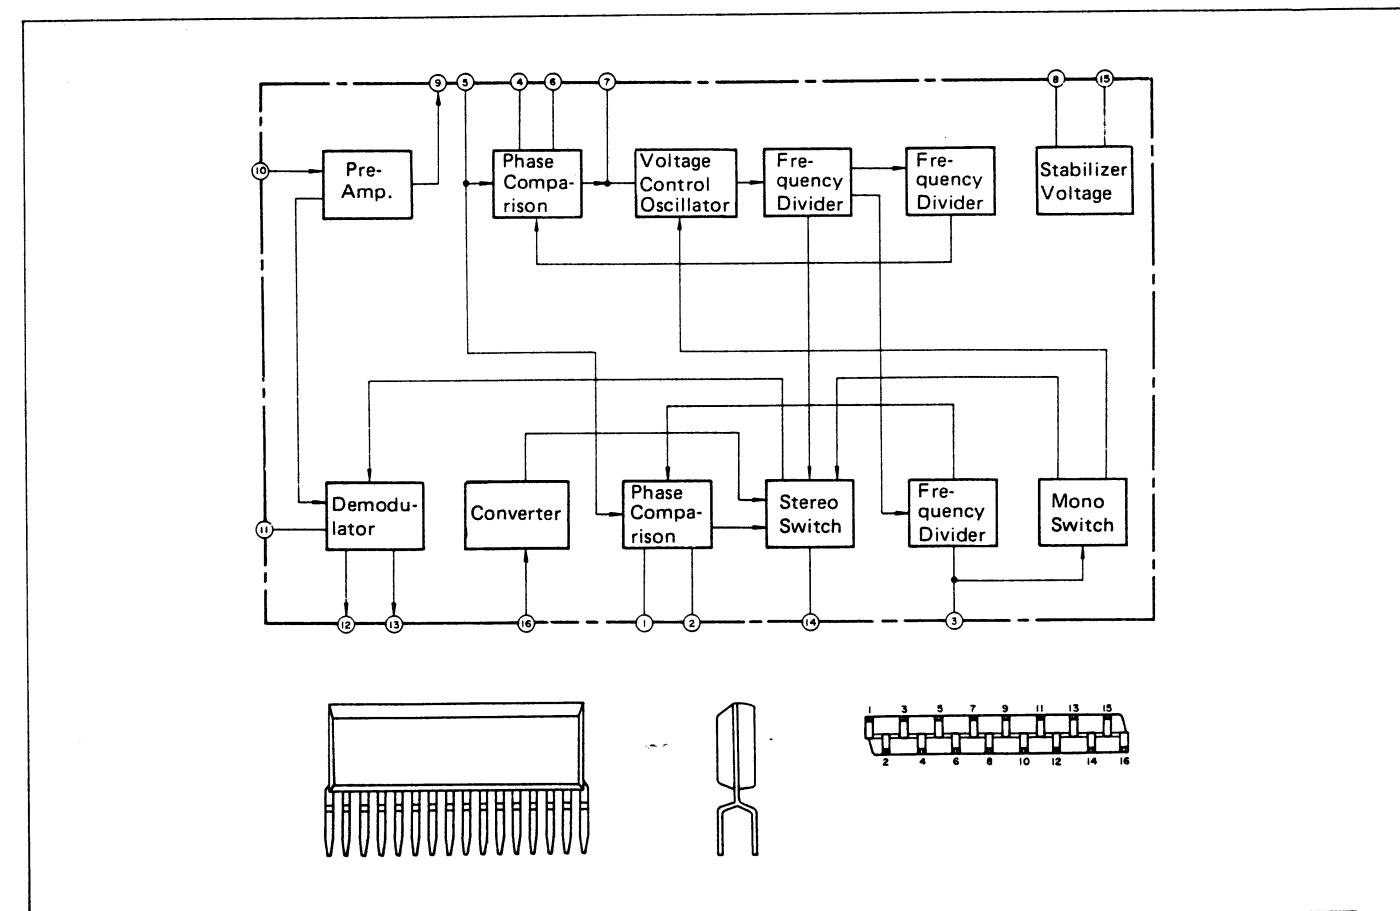 9 5 4 6 7 8 15
10
Pre-
Amp.
Phase
Compa-
rison
Voltage
Control
Oscillator
Fre-
quency
Divider
Fre-
quency
Divider
Stabilizer
Voltage
11
Demodu-
lator
Converter
Phase
Compa-
rison
Stereo
Switch
Fre-
quency
Divider
Mono
Switch
12 13 16 1 2 14 3
1 3 5 7 9 11 13 15
2 4 6 8 10 12 14 16